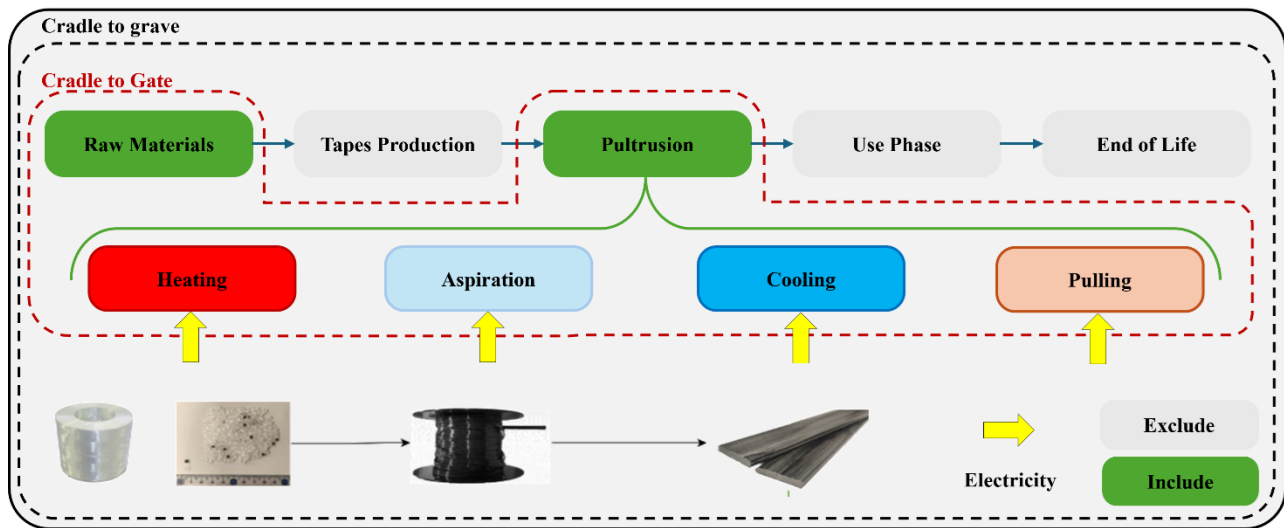 Cradle to grave
Cradle to Gate
Raw Materials
Tapes Production
Pultrusion
Use Phase
End of Life
Heating
Aspiration
Cooling
Pulling
Exclude
Electricity
Include